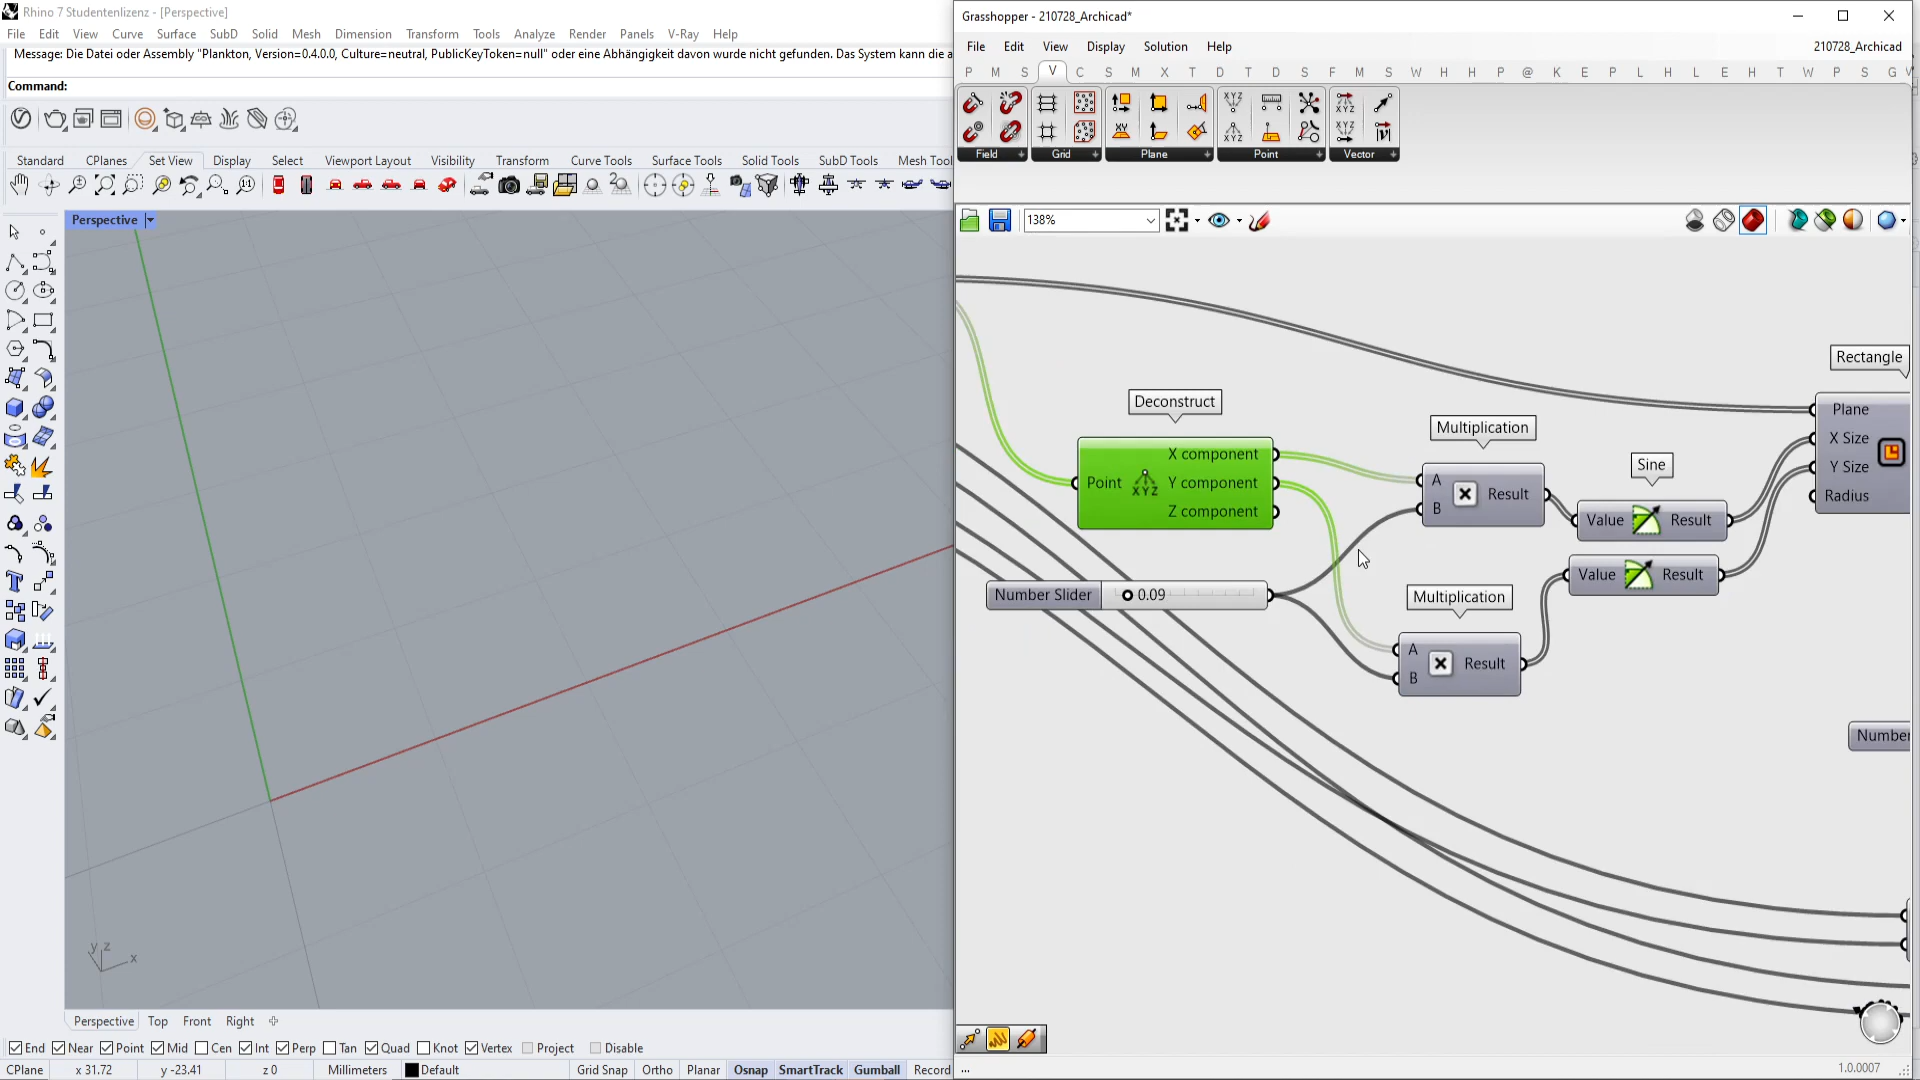 Rhino 7 Studentenlizenz - [Perspective]
File Edit View Curve Surface SubD Solid Mesh Dimension Transform Tools Analyze Render Panels V-Ray Help
Message: Die Datei oder Assembly "Plankton, Version=0.4.0.0, Culture=neutral, PublicKeyToken=null" oder eine Abhängigkeit davon wurde nicht gefunden. Das System kann die a
Command:
Standard CPlanes Set View Display Select Viewport Layout Visibility Transform Curve Tools Surface Tools Solid Tools SubD Tools Mesh Tool
Perspective
y z
x
Perspective Top Front Right
End Near Point Mid Cen Int Perp Tan Quad Knot Vertex Project Disable
CPlane x 31.72 y -23.41 z 0 Millimeters Default Grid Snap Ortho Planar Osnap SmartTrack Gumball Record
Grasshopper - 210728_Archicad*
File Edit View Display Solution Help 210728_Archicad
P M S V C S M X T D T D S F M S W H H P @ K E P L H L E H T W P S G V
Field Grid Plane Point Vector
138%
Rectangle
Plane
X Size
Y Size
Radius
Deconstruct
Point
X component
Y component
Z component
Multiplication
A
B
Result
Sine
Value Result
Value Result
Number Slider 0.09
Multiplication
A
B
Result
Number
...
1.0.0007